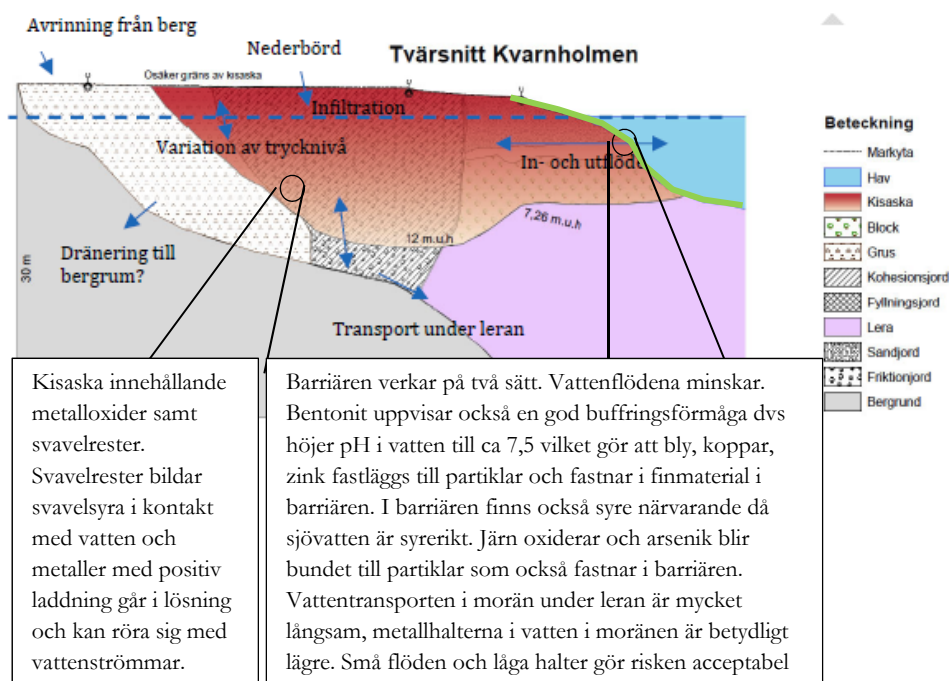 Avrinning från berg
Nederbörd
Tvärsnitt Kvarnholmen
Osäker gräns av kisaska
Infiltration
Variation av trycknivå
In- och utflöde
7,26 m.u.h
12 m.u.h
Dränering till
bergrum?
30 m
Transport under leran
Beteckning
Markyta
Hav
Kisaska
Block
Grus
Kohesionsjord
Fyllningsjord
Lera
Sandjord
Friktionjord
Bergrund
Kisaska innehållande
metalloxider samt
svavelrester.
Svavelrester bildar
svavelsyra i kontakt
med vatten och
metaller med positiv
laddning går i lösning
och kan röra sig med
vattenströmmar.
Barriären verkar på två sätt. Vattenflödena minskar.
Bentonit uppvisar också en god buffringsförmåga dvs
höjer pH i vatten till ca 7,5 vilket gör att bly, koppar,
zink fastläggs till partiklar och fastnar i finmaterial i
barriären. I barriären finns också syre närvarande då
sjövatten är syrerikt. Järn oxiderar och arsenik blir
bundet till partiklar som också fastnar i barriären.
Vattentransporten i morän under leran är mycket
långsam, metallhalterna i vatten i moränen är betydligt
lägre. Små flöden och låga halter gör risken acceptabel